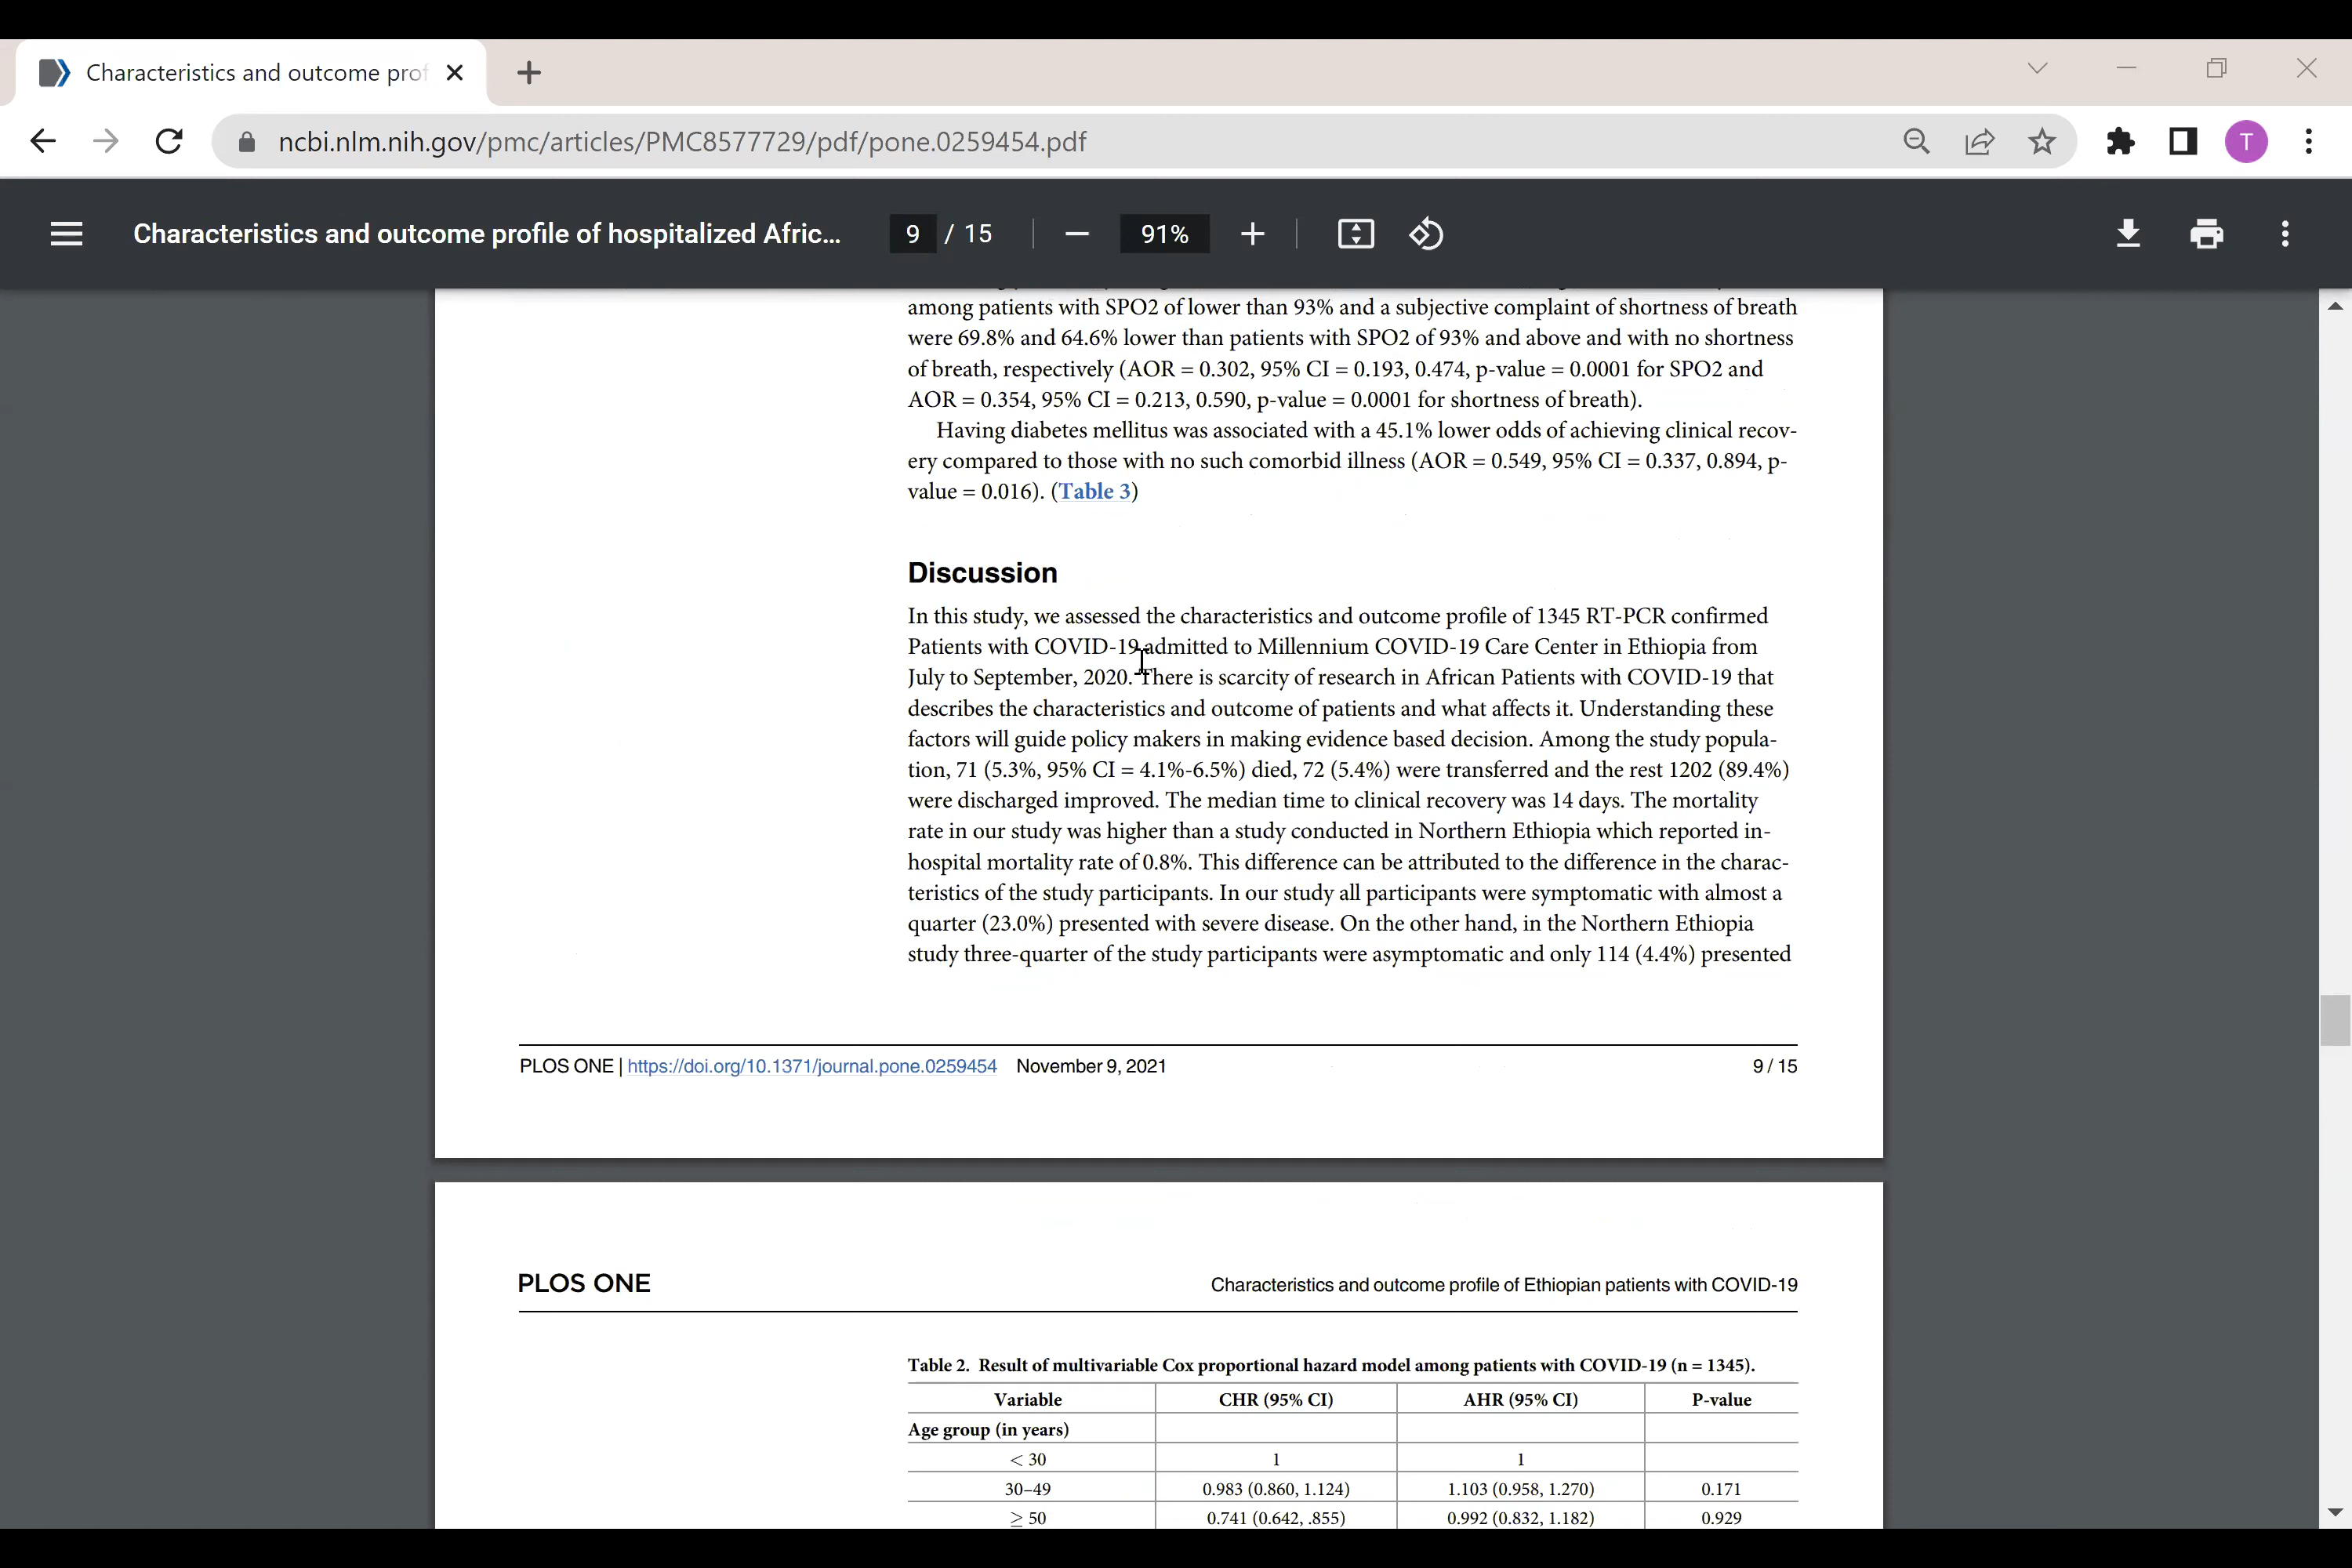 Characteristics and outcome prof
ncbi.nlm.nih.gov/pmc/articles/PMC8577729/pdf/pone.0259454.pdf
T
Characteristics and outcome profile of hospitalized Afric...
9 / 15
91%
among patients with SPO2 of lower than 93% and a subjective complaint of shortness of breath
were 69.8% and 64.6% lower than patients with SPO2 of 93% and above and with no shortness
of breath, respectively (AOR = 0.302, 95% CI = 0.193, 0.474, p-value = 0.0001 for SPO2 and
AOR = 0.354, 95% CI = 0.213, 0.590, p-value = 0.0001 for shortness of breath).
Having diabetes mellitus was associated with a 45.1% lower odds of achieving clinical recov-
ery compared to those with no such comorbid illness (AOR = 0.549, 95% CI = 0.337, 0.894, p-
value = 0.016). (Table 3)
Discussion
In this study, we assessed the characteristics and outcome profile of 1345 RT-PCR confirmed
Patients with COVID-19 admitted to Millennium COVID-19 Care Center in Ethiopia from
July to September, 2020. There is scarcity of research in African Patients with COVID-19 that
describes the characteristics and outcome of patients and what affects it. Understanding these
factors will guide policy makers in making evidence based decision. Among the study popula-
tion, 71 (5.3%, 95% CI = 4.1%-6.5%) died, 72 (5.4%) were transferred and the rest 1202 (89.4%)
were discharged improved. The median time to clinical recovery was 14 days. The mortality
rate in our study was higher than a study conducted in Northern Ethiopia which reported in-
hospital mortality rate of 0.8%. This difference can be attributed to the difference in the charac-
teristics of the study participants. In our study all participants were symptomatic with almost a
quarter (23.0%) presented with severe disease. On the other hand, in the Northern Ethiopia
study three-quarter of the study participants were asymptomatic and only 114 (4.4%) presented
PLOS ONE | https://doi.org/10.1371/journal.pone.0259454 November 9, 2021 9 / 15
PLOS ONE Characteristics and outcome profile of Ethiopian patients with COVID-19
Table 2. Result of multivariable Cox proportional hazard model among patients with COVID-19 (n = 1345).
Variable CHR (95% CI) AHR (95% CI) P-value
Age group (in years)
< 30 1 1
30–49 0.983 (0.860, 1.124) 1.103 (0.958, 1.270) 0.171
≥ 50 0.741 (0.642, .855) 0.992 (0.832, 1.182) 0.929